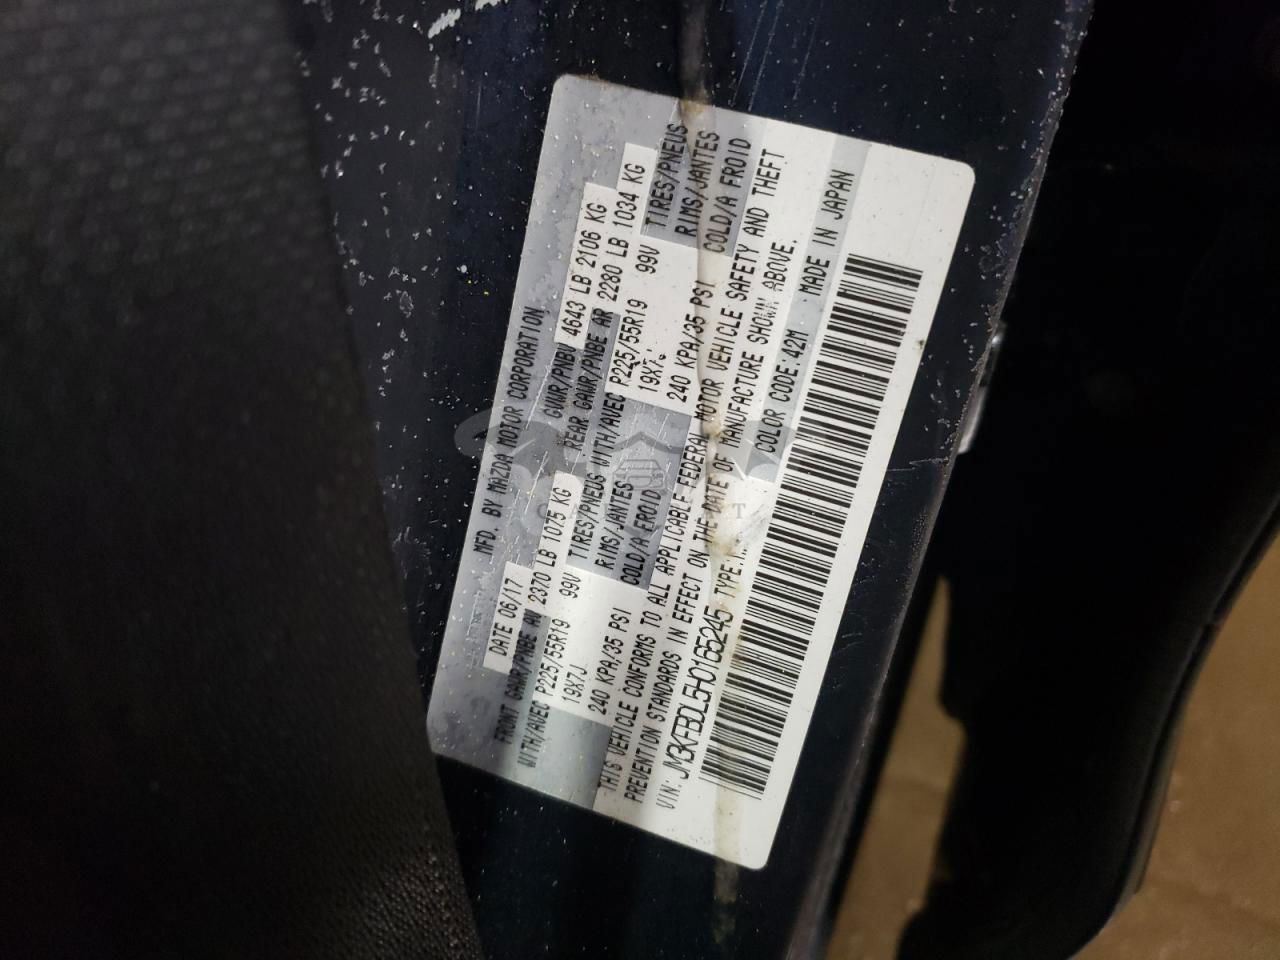 MFD. BY MAZDA MOTOR CORPORATION
DATE 06/17 GVWR/PNBV 4643 LB 2106 KG
FRONT GAWR/PNBE AV 2370 LB 1075 KG REAR GAWR/PNBE AR 2280 LB 1034 KG
WITH/AVEC P225/55R19 99V TIRES/PNEUS WITH/AVEC P225/55R19 99V TIRES/PNEUS
19X7J RIMS/JANTES RIMS/JANTES
240 KPA/35 PSI COLD/A FROID 240 KPA/35 PSI COLD/A FROID
THIS VEHICLE CONFORMS TO ALL APPLICABLE FEDERAL MOTOR VEHICLE SAFETY AND THEFT
PREVENTION STANDARDS IN EFFECT ON THE DATE OF MANUFACTURE SHOWN ABOVE.
VIN: JM3KFBDL5H0165245 TYPE: COLOR CODE:42M MADE IN JAPAN